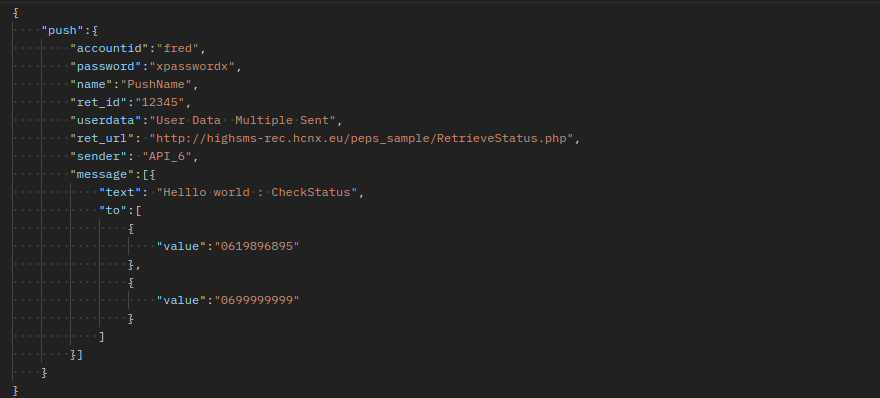 {
    "push":{
        "accountid":"fred",
        "password":"xpasswordx",
        "name":"PushName",
        "ret_id":"12345",
        "userdata":"User Data  Multiple Sent",
        "ret_url": "http://highsms-rec.hcnx.eu/peps_sample/RetrieveStatus.php",
        "sender": "API_6",
        "message":[{
            "text": "Helllo world : CheckStatus",
            "to":[
                {
                    "value":"0619896895"
                },
                {
                    "value":"0699999999"
                }
            ]
        }]
    }
}